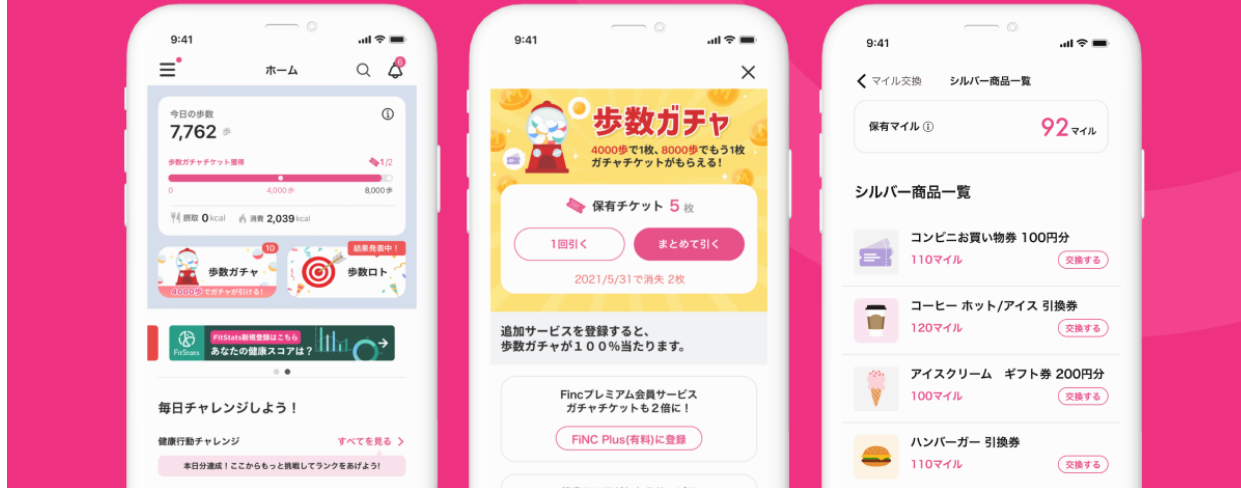 9:41
ホーム
6
今日の歩数
7,762 歩
歩数ガチャチケット獲得
1/2
0
4,000歩
8,000歩
摂取 0kcal 消費 2,039kcal
10
歩数ガチャ
4000歩でガチャが引ける!
結果発表中!
歩数ロト
FitStats
FitStats新規登録はこちら
あなたの健康スコアは?
毎日チャレンジしよう!
健康行動チャレンジ
すべてを見る
本日分達成!ここからもっと挑戦してランクをあげよう!
9:41
歩数ガチャ
4000歩で1枚、8000歩でもう1枚
ガチャチケットがもらえる!
保有チケット 5 枚
1回引く
まとめて引く
2021/5/31で消失 2枚
追加サービスを登録すると、
歩数ガチャが100%当たります。
Fincプレミアム会員サービス
ガチャチケットも2倍に!
FiNC Plus(有料)に登録
9:41
マイル交換
シルバー商品一覧
保有マイル
92マイル
シルバー商品一覧
コンビニお買い物券 100円分
110マイル
交換する
コーヒー ホット/アイス 引換券
120マイル
交換する
アイスクリーム ギフト券 200円分
100マイル
交換する
ハンバーガー 引換券
110マイル
交換する